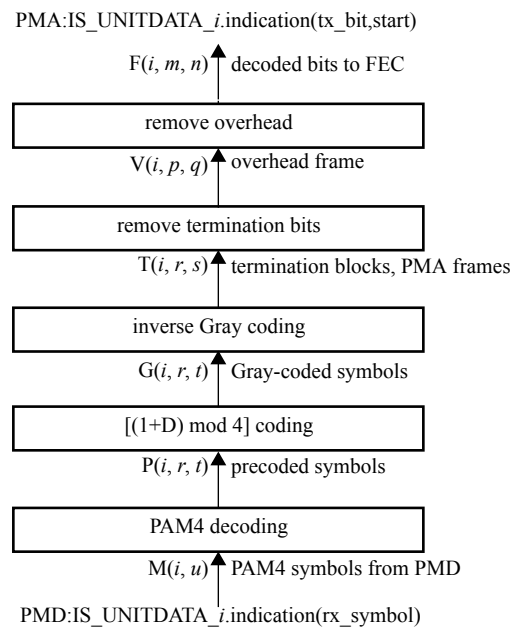 PMA:IS_UNITDATA_i.indication(tx_bit,start)
F(i, m, n) decoded bits to FEC
remove overhead
V(i, p, q) overhead frame
remove termination bits
T(i, r, s) termination blocks, PMA frames
inverse Gray coding
G(i, r, t) Gray-coded symbols
[(1+D) mod 4] coding
P(i, r, t) precoded symbols
PAM4 decoding
M(i, u) PAM4 symbols from PMD
PMD:IS_UNITDATA_i.indication(rx_symbol)